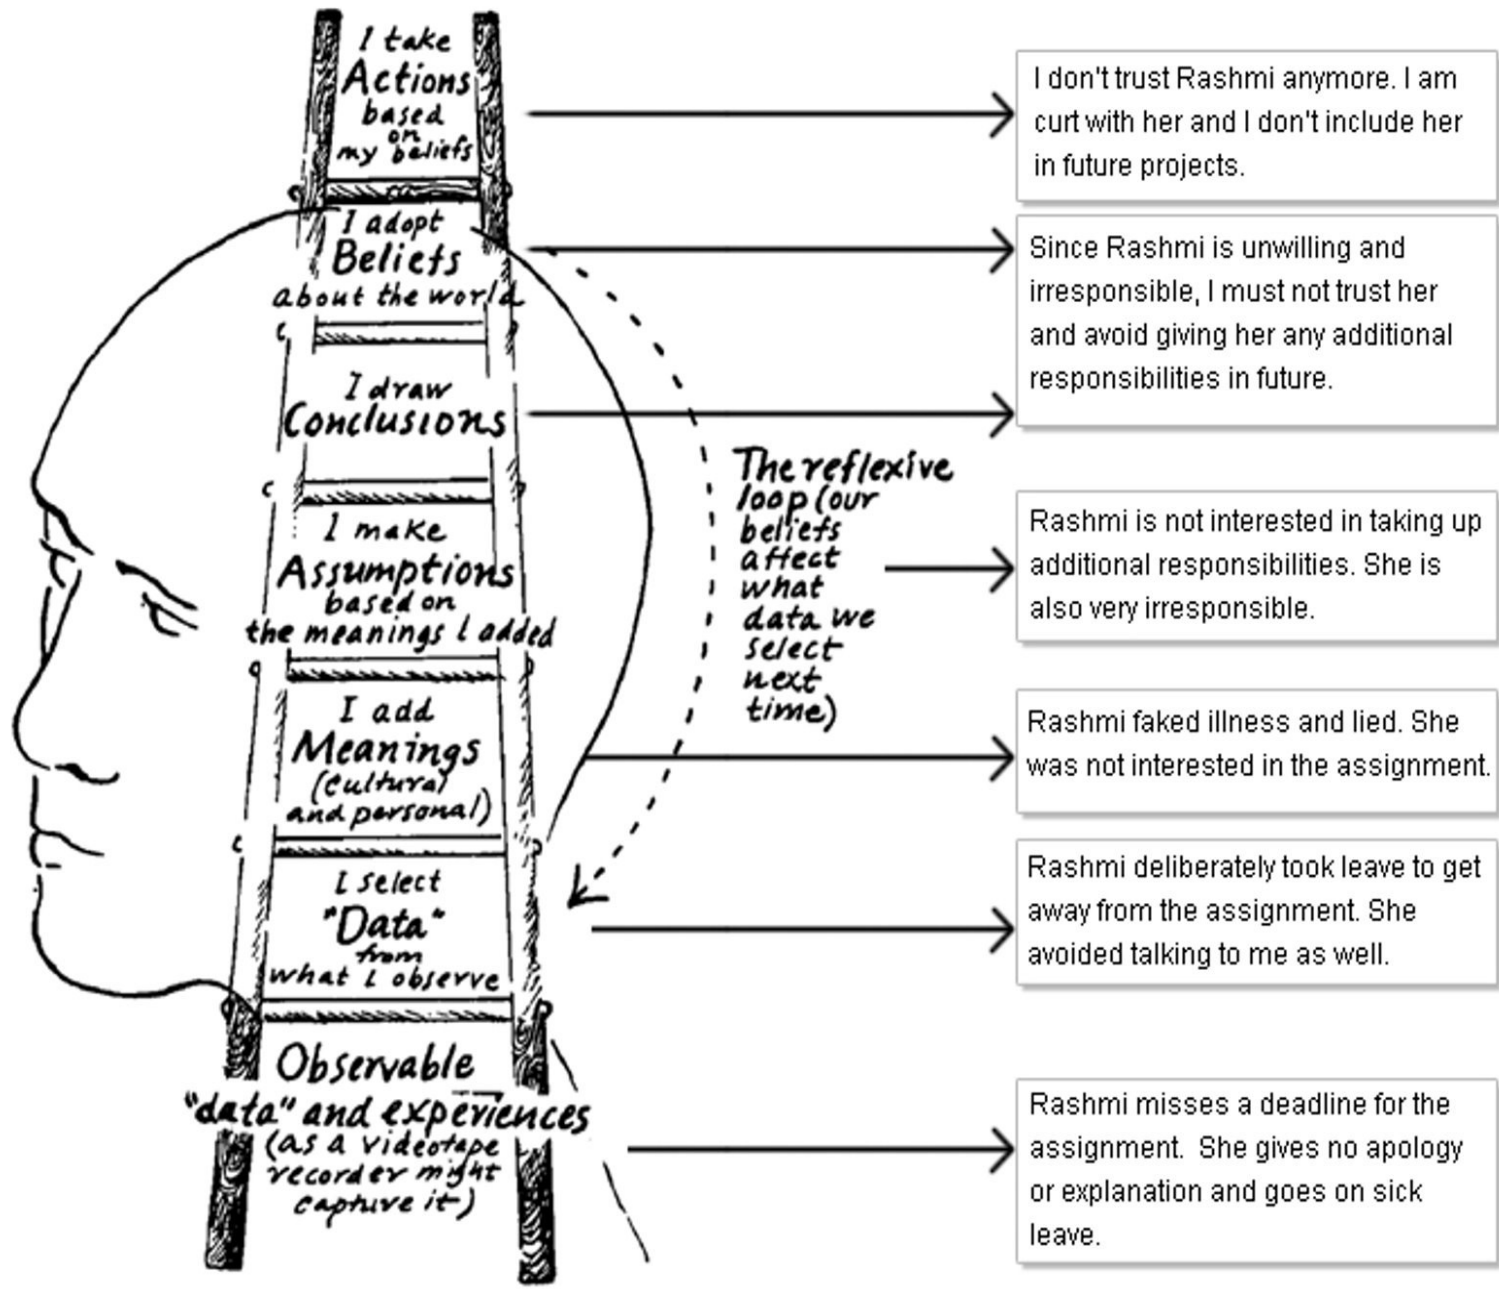 I take
Actions
based
on
my beliefs
I don't trust Rashmi anymore. I am
curt with her and I don't include her
in future projects.
I adopt
Beliefs
about the world
Since Rashmi is unwilling and
irresponsible, I must not trust her
and avoid giving her any additional
responsibilities in future.
I draw
Conclusions
The reflexive
loop (our
beliefs
affect
what
data we
select
next
time)
I make
Assumptions
based on
the meanings I added
Rashmi is not interested in taking up
additional responsibilities. She is
also very irresponsible.
I add
Meanings
(cultural
and personal)
Rashmi faked illness and lied. She
was not interested in the assignment.
I select
"Data"
from
what I observe
Rashmi deliberately took leave to get
away from the assignment. She
avoided talking to me as well.
Observable
"data" and experiences
(as a videotape
recorder might
capture it)
Rashmi misses a deadline for the
assignment.  She gives no apology
or explanation and goes on sick
leave.